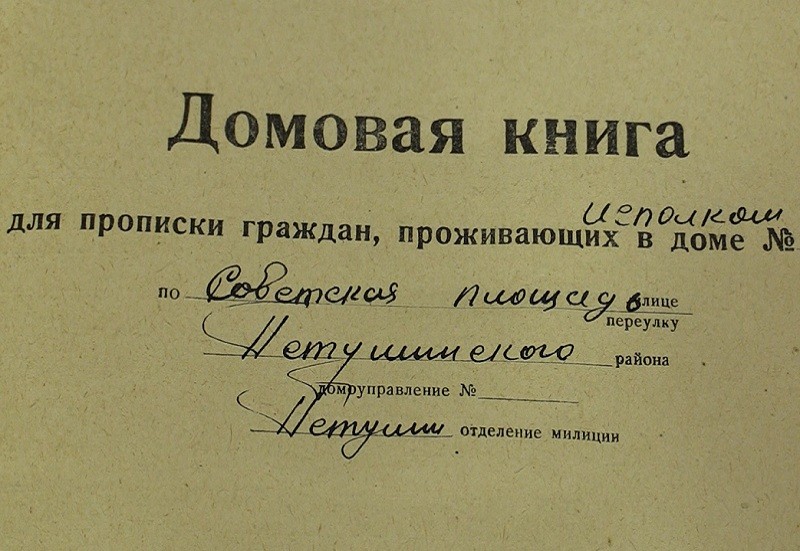 Домовая книга
исполком
для прописки граждан, проживающих в доме №
по Советская площадь улице
переулку
Петушинского района
домоуправление №
Петушки отделение милиции